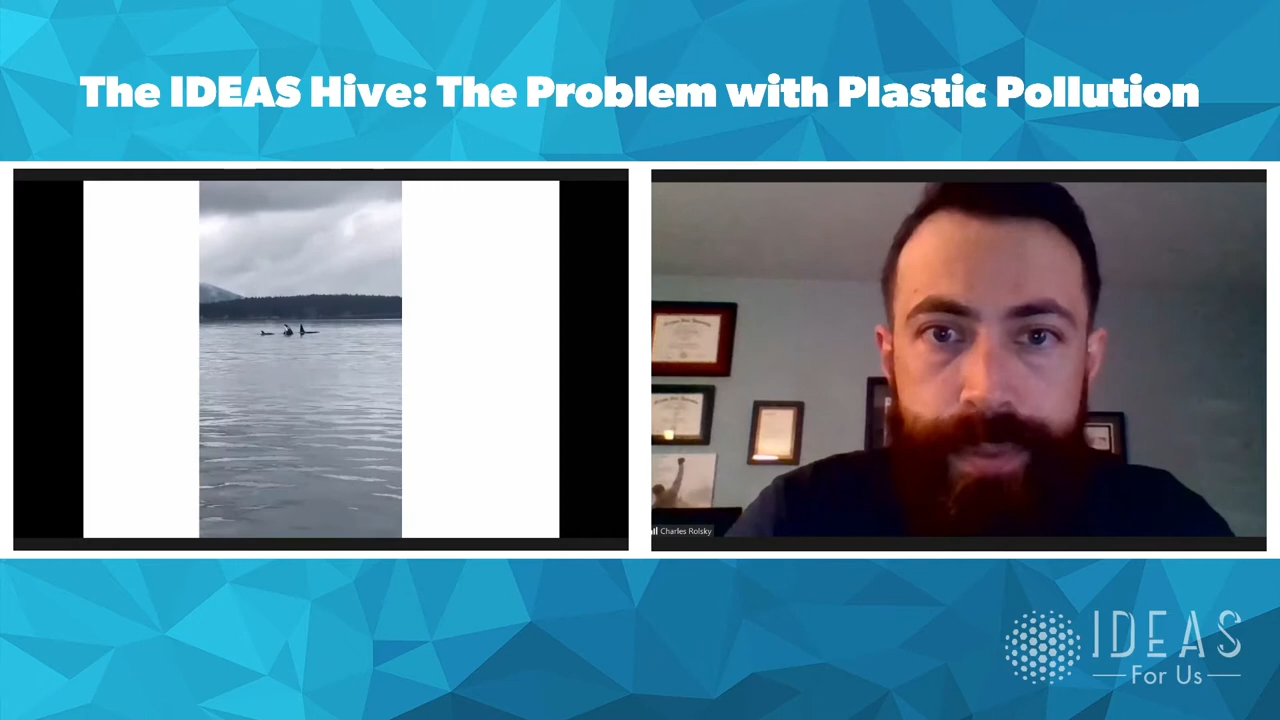 The IDEAS Hive: The Problem with Plastic Pollution
Charles Rolsky
IDEAS
For Us